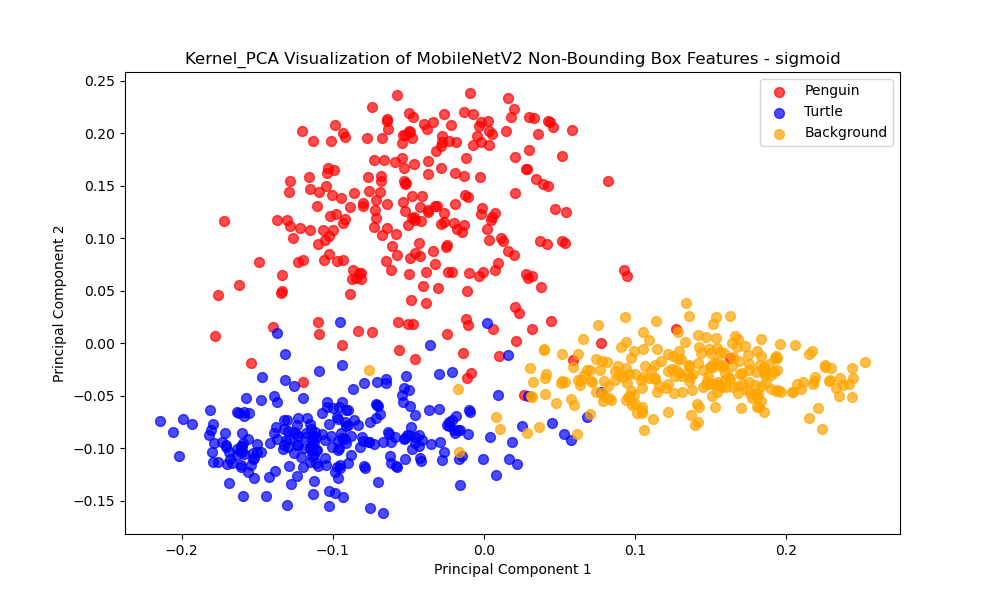 Kernel_PCA Visualization of MobileNetV2 Non-Bounding Box Features - sigmoid
Penguin
Turtle
Background
Principal Component 2
0.25
0.20
0.15
0.10
0.05
0.00
−0.05
−0.10
−0.15
−0.2
−0.1
0.0
0.1
0.2
Principal Component 1